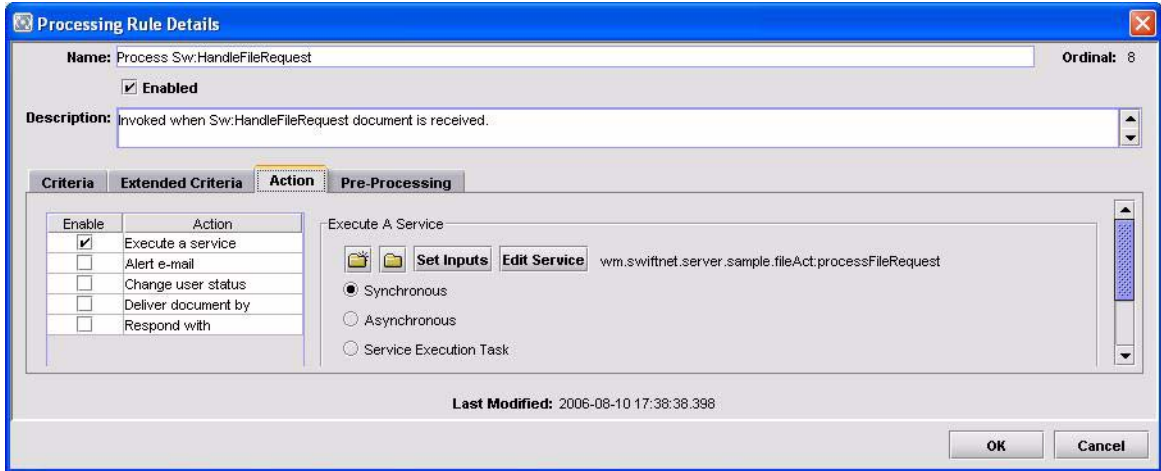 Processing Rule Details
Name: Process Sw:HandleFileRequest Ordinal: 8
Enabled
Description: Invoked when Sw:HandleFileRequest document is received.
Criteria Extended Criteria Action Pre-Processing
Enable Action
Execute a service
Alert e-mail
Change user status
Deliver document by
Respond with
Execute A Service
Set Inputs Edit Service wm.swiftnet.server.sample.fileAct:processFileRequest
Synchronous
Asynchronous
Service Execution Task
Last Modified: 2006-08-10 17:38:38.398
OK Cancel